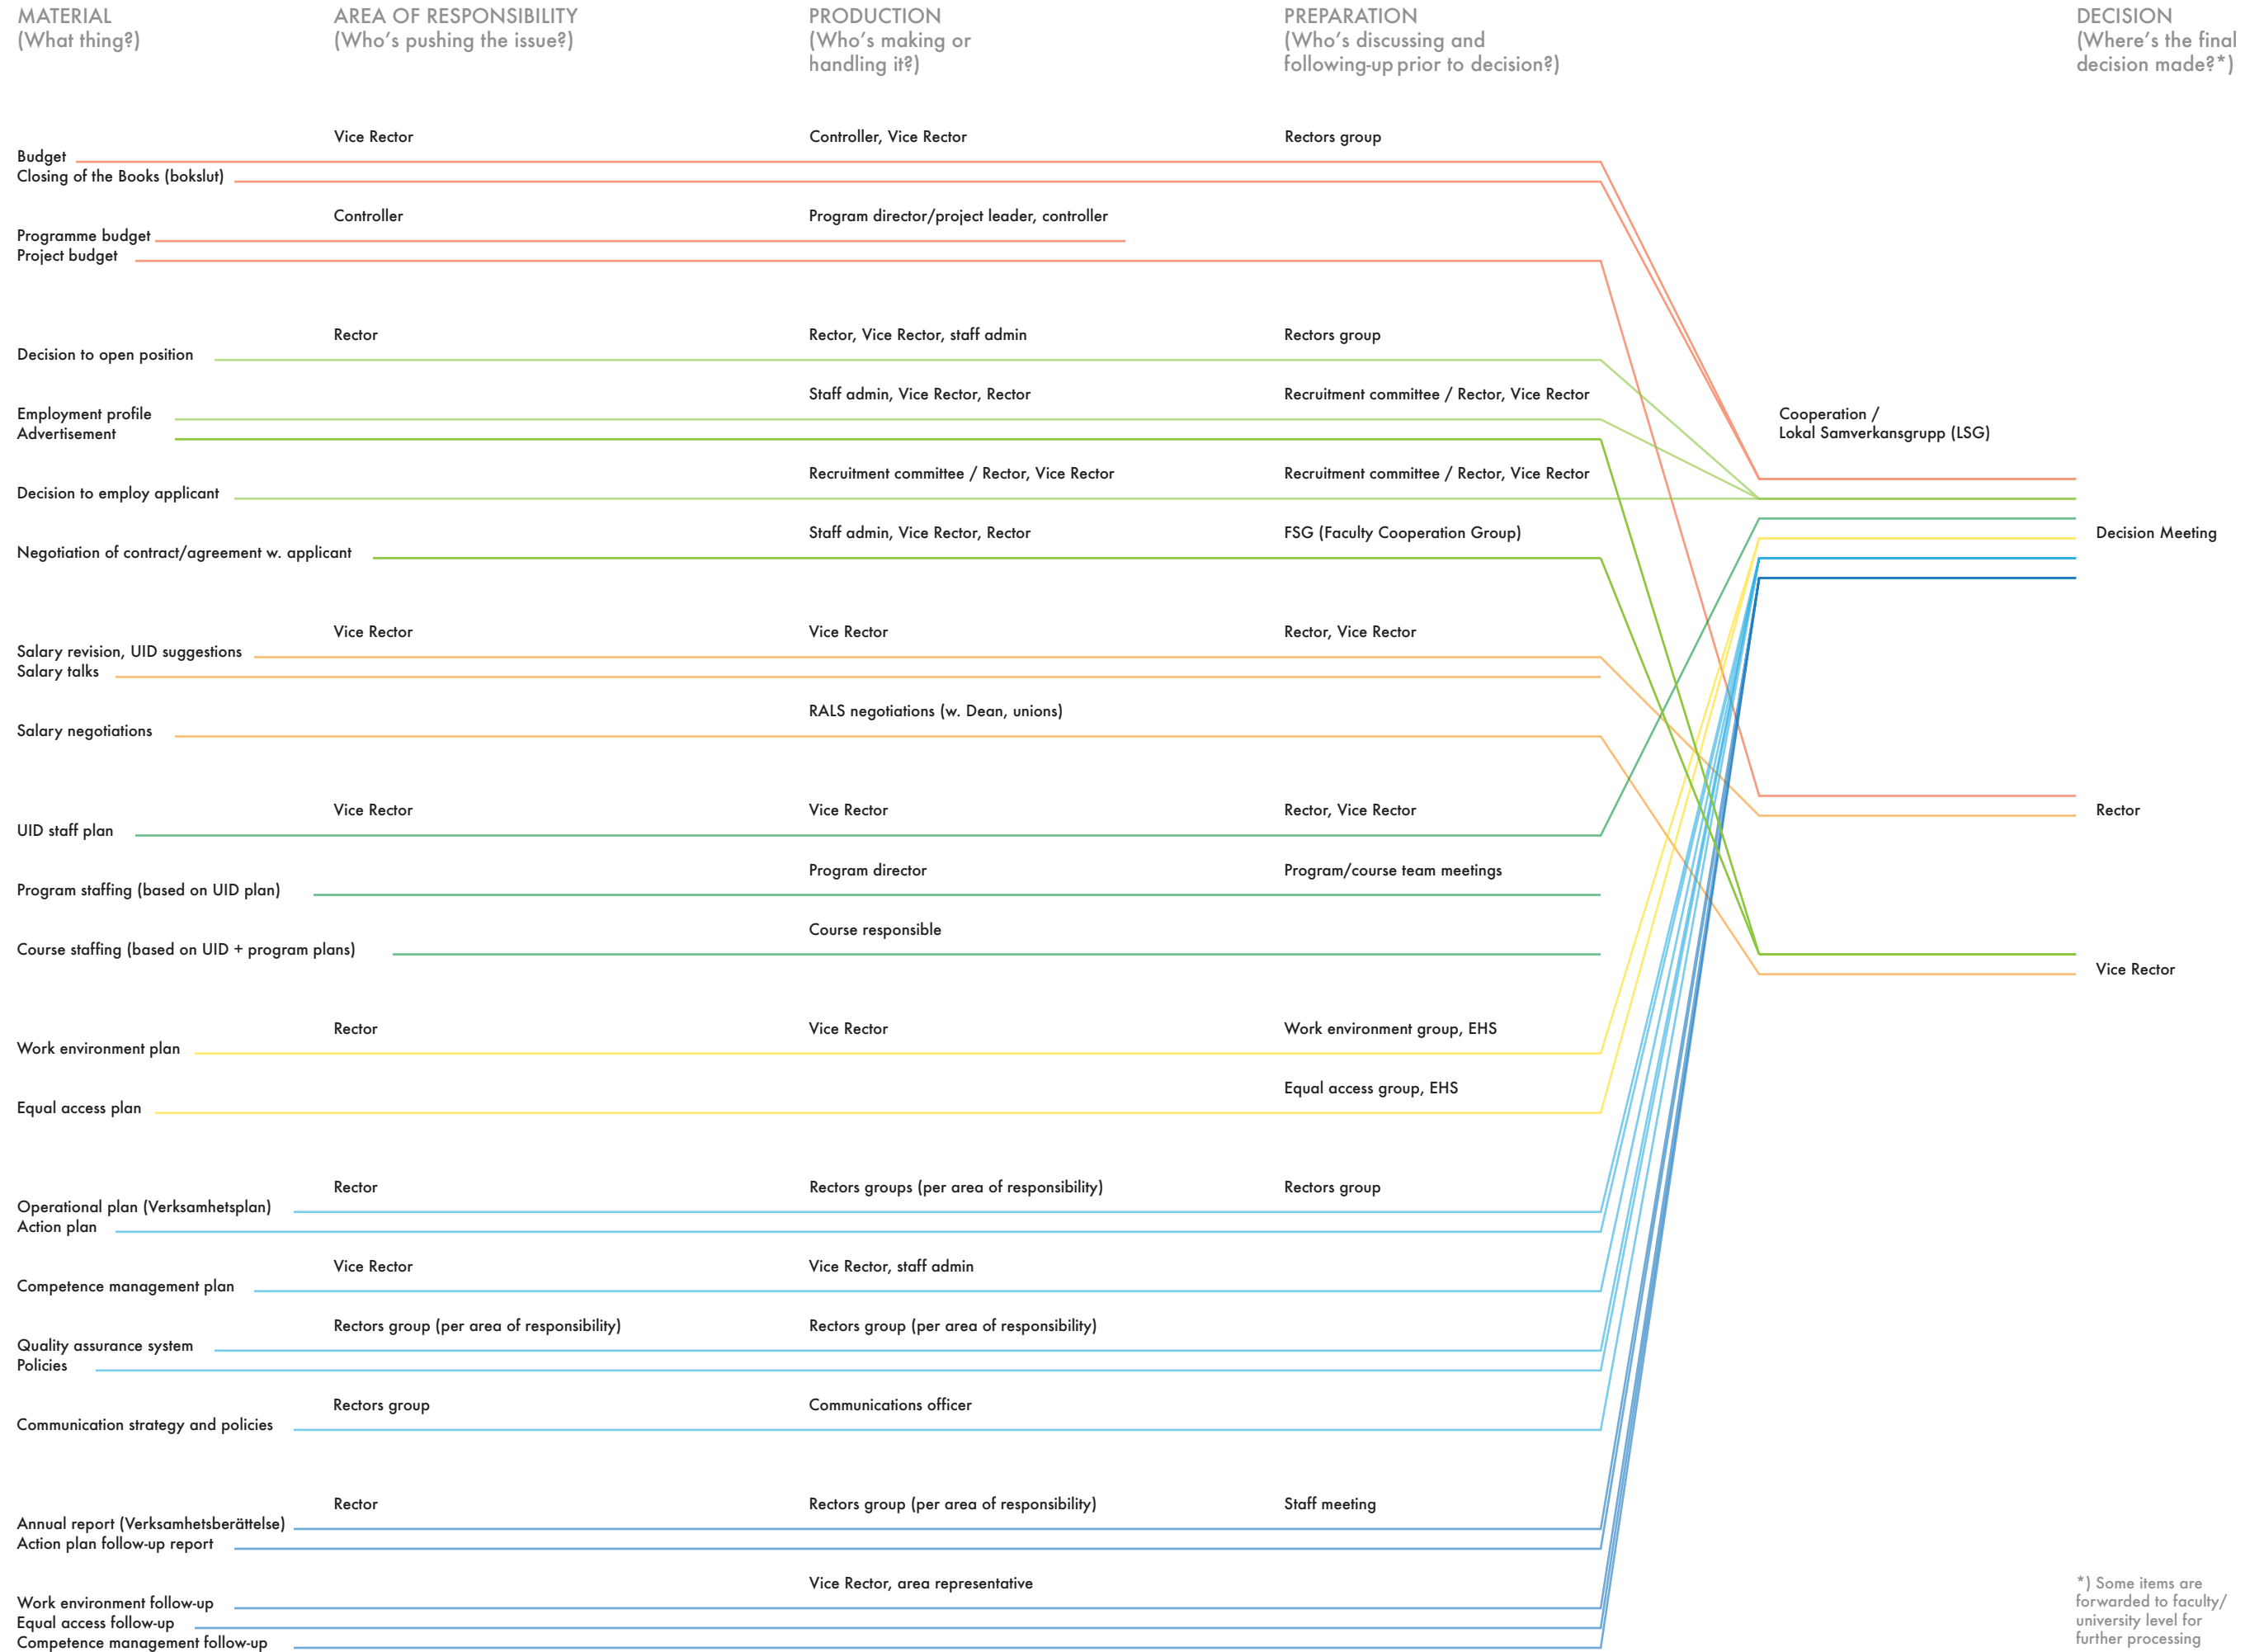 MATERIAL
(What thing?)
AREA OF RESPONSIBILITY
(Who's pushing the issue?)
PRODUCTION
(Who's making or
handling it?)
PREPARATION
(Who's discussing and
following-up prior to decision?)
DECISION
(Where's the final
decision made?*)
Vice Rector
Controller, Vice Rector
Rectors group
Budget
Closing of the Books (bokslut)
Controller
Program director/project leader, controller
Programme budget
Project budget
Rector
Rector, Vice Rector, staff admin
Rectors group
Decision to open position
Staff admin, Vice Rector, Rector
Recruitment committee / Rector, Vice Rector
Employment profile
Advertisement
Cooperation /
Lokal Samverkansgrupp (LSG)
Recruitment committee / Rector, Vice Rector
Recruitment committee / Rector, Vice Rector
Decision to employ applicant
Staff admin, Vice Rector, Rector
FSG (Faculty Cooperation Group)
Decision Meeting
Negotiation of contract/agreement w. applicant
Vice Rector
Vice Rector
Rector, Vice Rector
Salary revision, UID suggestions
Salary talks
RALS negotiations (w. Dean, unions)
Salary negotiations
Vice Rector
Vice Rector
Rector, Vice Rector
Rector
UID staff plan
Program director
Program/course team meetings
Program staffing (based on UID plan)
Course responsible
Course staffing (based on UID + program plans)
Vice Rector
Rector
Vice Rector
Work environment group, EHS
Work environment plan
Equal access group, EHS
Equal access plan
Rector
Rectors groups (per area of responsibility)
Rectors group
Operational plan (Verksamhetsplan)
Action plan
Vice Rector
Vice Rector, staff admin
Competence management plan
Rectors group (per area of responsibility)
Rectors group (per area of responsibility)
Quality assurance system
Policies
Rectors group
Communications officer
Communication strategy and policies
Rector
Rectors group (per area of responsibility)
Staff meeting
Annual report (Verksamhetsberättelse)
Action plan follow-up report
Vice Rector, area representative
Work environment follow-up
Equal access follow-up
Competence management follow-up
*) Some items are
forwarded to faculty/
university level for
further processing